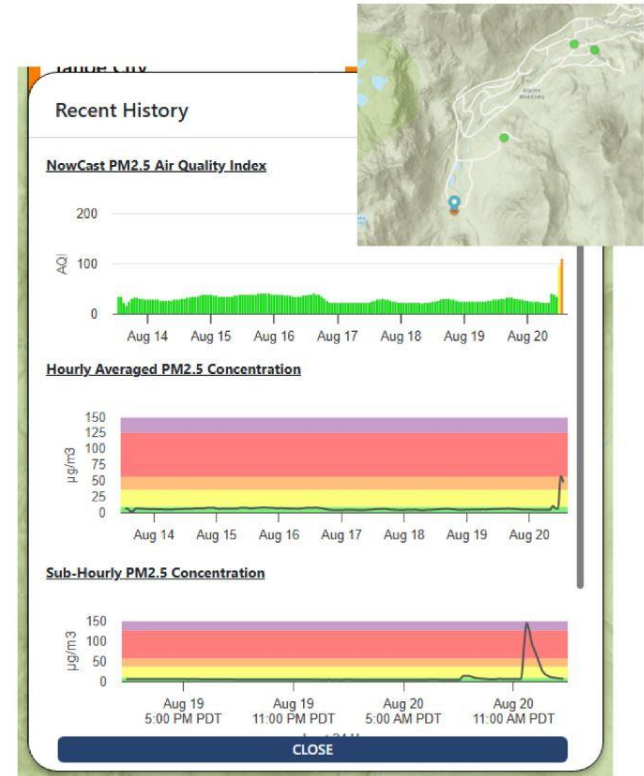 Tahoe City
Recent History
Alpine
Meadows
NowCast PM2.5 Air Quality Index
200
100
0
AQI
Aug 14 Aug 15 Aug 16 Aug 17 Aug 18 Aug 19 Aug 20
Hourly Averaged PM2.5 Concentration
150
125
100
75
50
25
0
µg/m3
Aug 14 Aug 15 Aug 16 Aug 17 Aug 18 Aug 19 Aug 20
Sub-Hourly PM2.5 Concentration
150
100
50
0
µg/m3
Aug 19 Aug 19 Aug 20 Aug 20
5:00 PM PDT 11:00 PM PDT 5:00 AM PDT 11:00 AM PDT
CLOSE